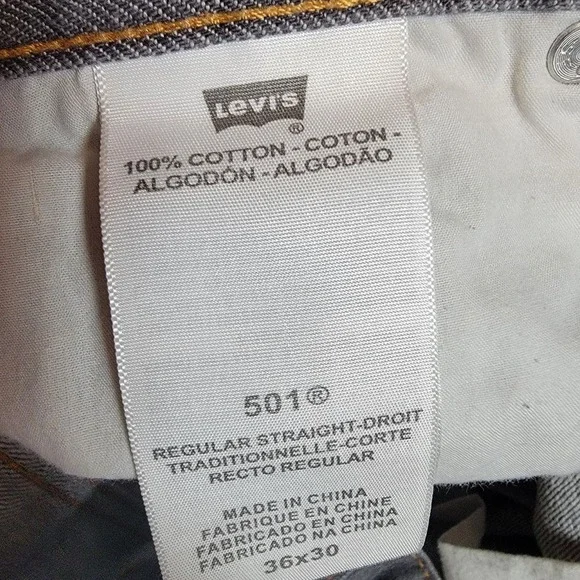 Levi's
®
100% COTTON - COTON -
ALGODÓN - ALGODÃO
501®
REGULAR STRAIGHT-DROIT
TRADITIONNELLE-CORTE
RECTO REGULAR
MADE IN CHINA
FABRIQUE EN CHINE
FABRICADO EN CHINA
FABRICADO NA CHINA
36x30